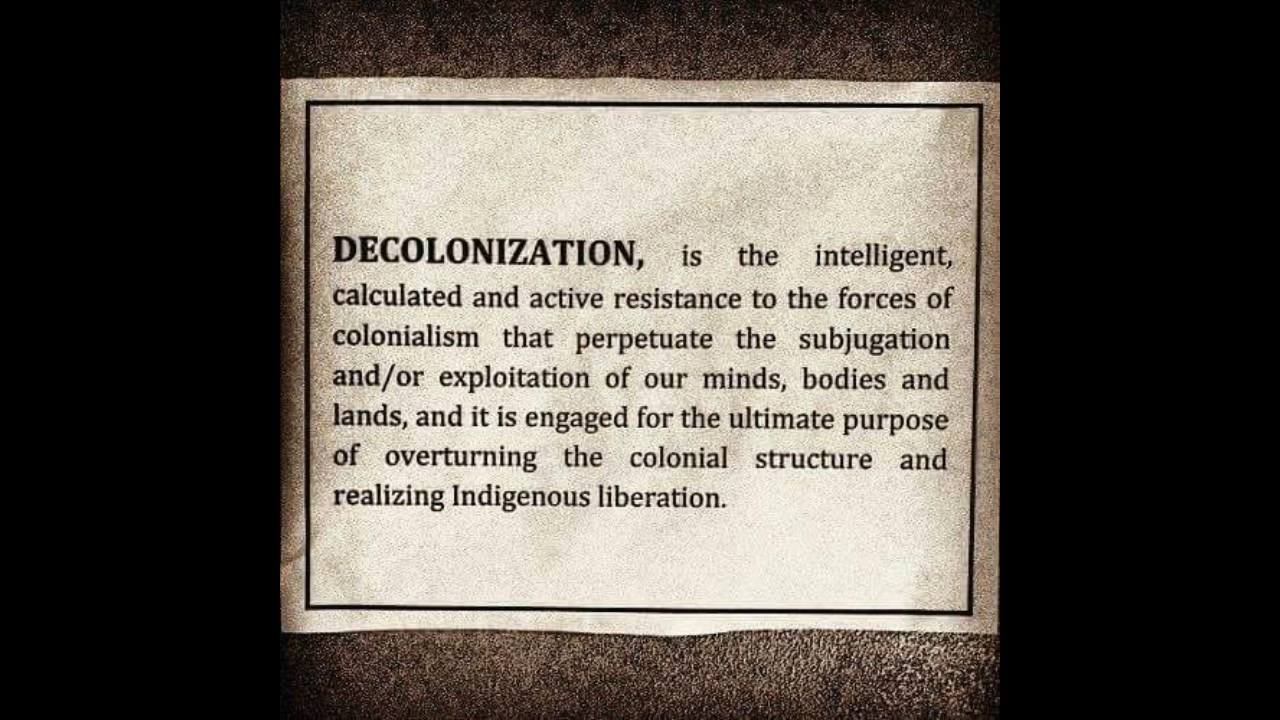 DECOLONIZATION, is the intelligent,
calculated and active resistance to the forces of
colonialism that perpetuate the subjugation
and/or exploitation of our minds, bodies and
lands, and it is engaged for the ultimate purpose
of overturning the colonial structure and
realizing Indigenous liberation.